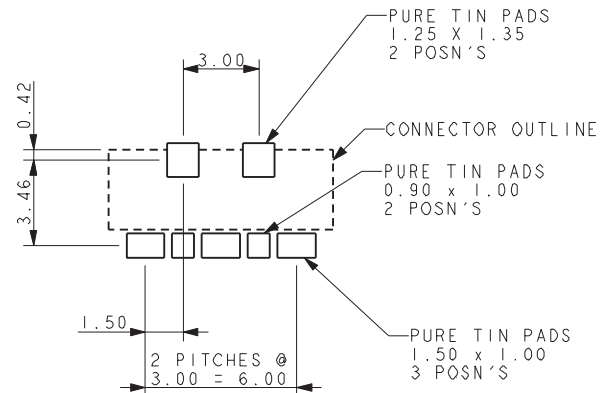 PURE TIN PADS
1.25 X 1.35
2 POSN'S
3.00
0.42
CONNECTOR OUTLINE
PURE TIN PADS
0.90 x 1.00
2 POSN'S
3.46
1.50
PURE TIN PADS
1.50 x 1.00
3 POSN'S
2 PITCHES @
3.00 = 6.00